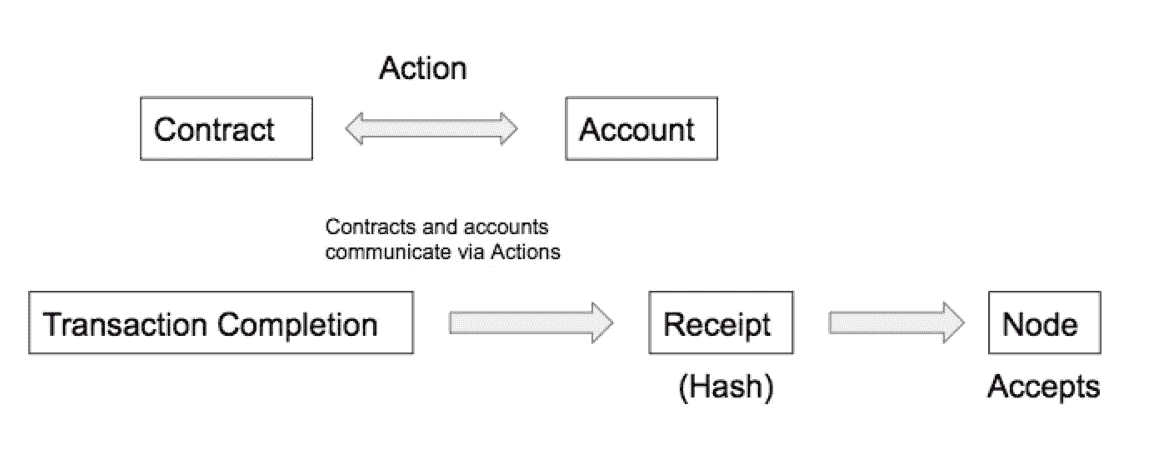 Action
Contract
Account
Contracts and accounts
communicate via Actions
Transaction Completion
Receipt
Node
(Hash)
Accepts